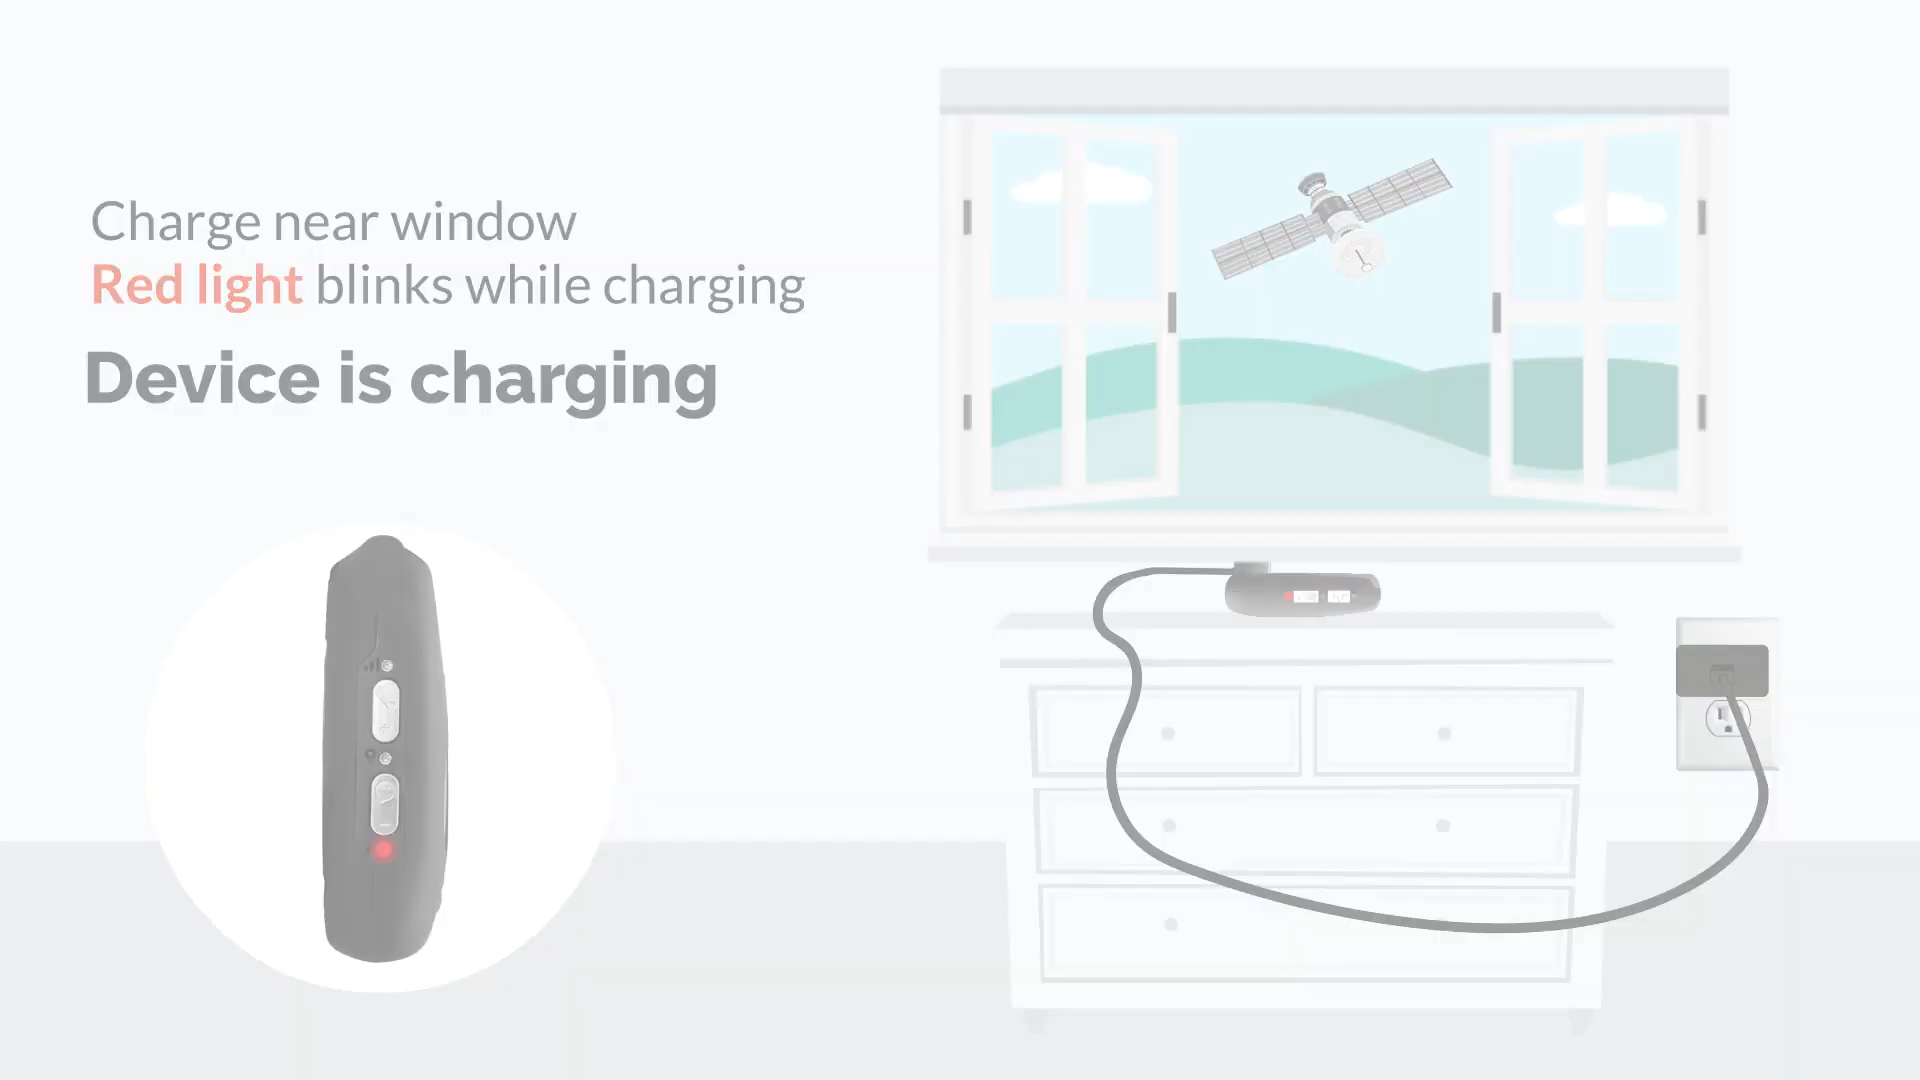 Charge near window
Red light blinks while charging
Device is charging